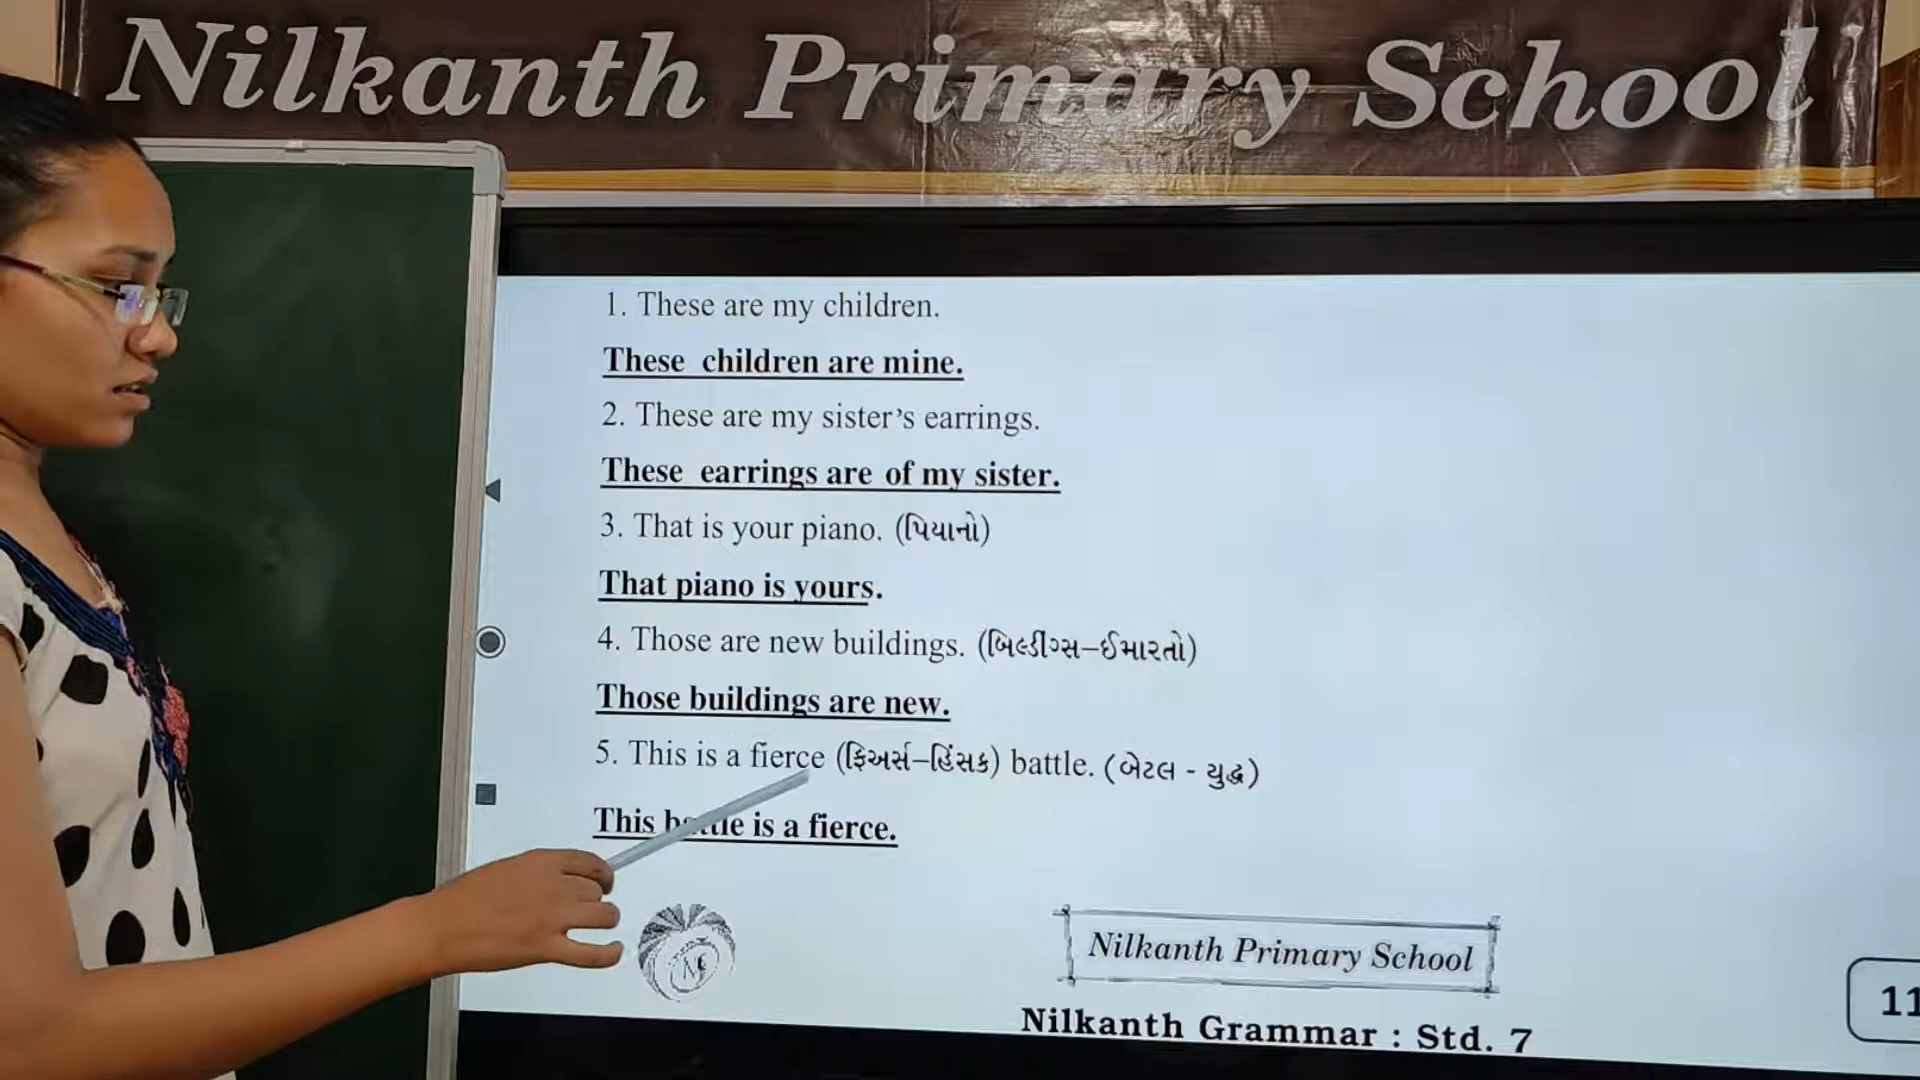 Nilkanth Primary School
1. These are my children.
These children are mine.
2. These are my sister's earrings.
These earrings are of my sister.
3. That is your piano. (પિયાનો)
That piano is yours.
4. Those are new buildings. (બિલ્ડીંગ્સ–ઈમારતો)
Those buildings are new.
5. This is a fierce (ફિઅર્સ–હિંસક) battle. (બેટલ - યુદ્ધ)
This battle is a fierce.
Nilkanth Primary School
Nilkanth Grammar : Std. 7
11